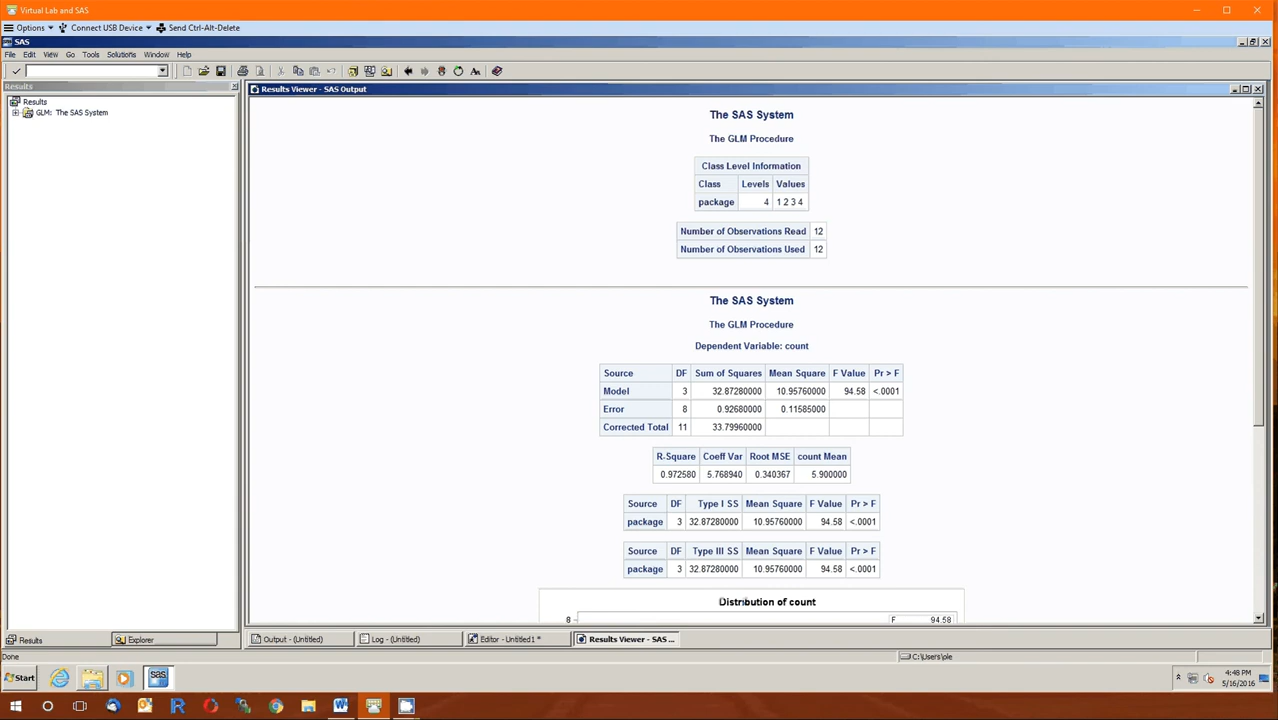 Virtual Lab and SAS
Options Connect USB Device Send Ctrl-Alt-Delete
SAS
File Edit View Go Tools Solutions Window Help
Results
Results
GLM: The SAS System
Results Viewer - SAS Output
The SAS System
The GLM Procedure
Class Level Information
Class Levels Values
package 4 1 2 3 4
Number of Observations Read 12
Number of Observations Used 12
The SAS System
The GLM Procedure
Dependent Variable: count
Source DF Sum of Squares Mean Square F Value Pr > F
Model 3 32.87280000 10.95760000 94.58 <.0001
Error 8 0.92680000 0.11585000
Corrected Total 11 33.79960000
R-Square Coeff Var Root MSE count Mean
0.972580 5.768940 0.340367 5.900000
Source DF Type I SS Mean Square F Value Pr > F
package 3 32.87280000 10.95760000 94.58 <.0001
Source DF Type III SS Mean Square F Value Pr > F
package 3 32.87280000 10.95760000 94.58 <.0001
Distribution of count
8 F 94.58
Results Explorer Output - (Untitled) Log - (Untitled) Editor - Untitled1 * Results Viewer - SAS ...
Done C:\Users\ole
Start sas 4:48 PM
5/16/2016